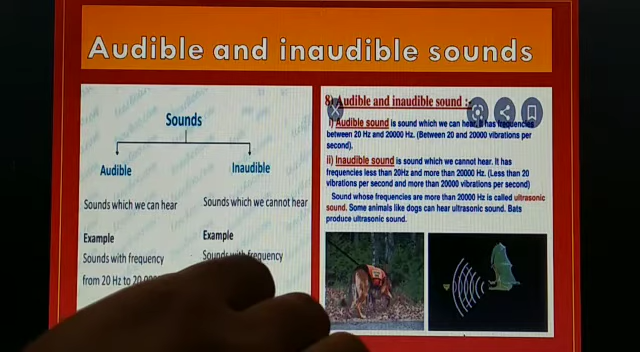 Audible and inaudible sounds
Sounds
Audible
Inaudible
Sounds which we can hear
Sounds which we cannot hear
Example
Example
Sounds with frequency
Sounds with frequency
from 20 Hz to
8) Audible and inaudible sound :-
i) Audible sound is sound which we can hear. It has frequencies
between 20 Hz and 20000 Hz. (Between 20 and 20000 vibrations per
second).
ii) Inaudible sound is sound which we cannot hear. It has
frequencies less than 20Hz and more than 20000 Hz. (Less than 20
vibrations per second and more than 20000 vibrations per second)
Sound whose frequencies are more than 20000 Hz is called ultrasonic
sound. Some animals like dogs can hear ultrasonic sound. Bats
produce ultrasonic sound.